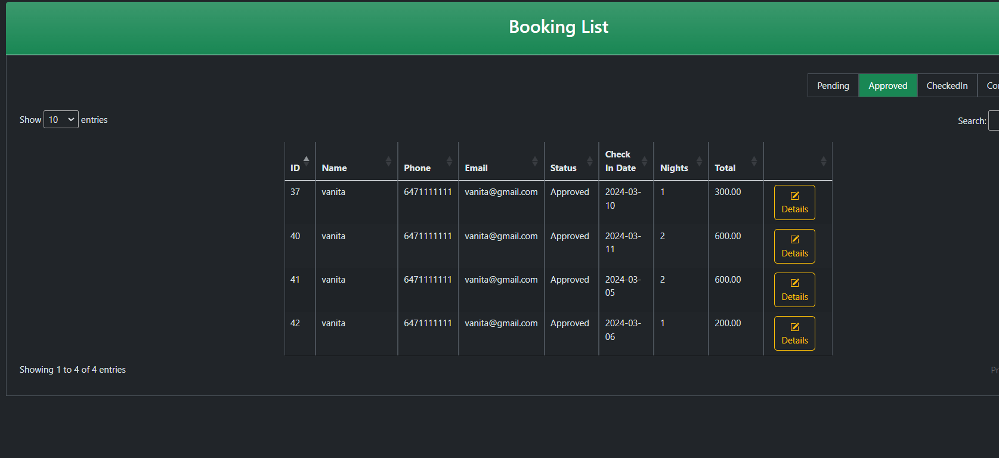 Booking List
Pending Approved CheckedIn
Show 10 entries
Search:
ID Name Phone Email Status Check In Date Nights Total
37 vanita 6471111111 vanita@gmail.com Approved 2024-03-10 1 300.00 Details
40 vanita 6471111111 vanita@gmail.com Approved 2024-03-11 2 600.00 Details
41 vanita 6471111111 vanita@gmail.com Approved 2024-03-05 2 600.00 Details
42 vanita 6471111111 vanita@gmail.com Approved 2024-03-06 1 200.00 Details
Showing 1 to 4 of 4 entries